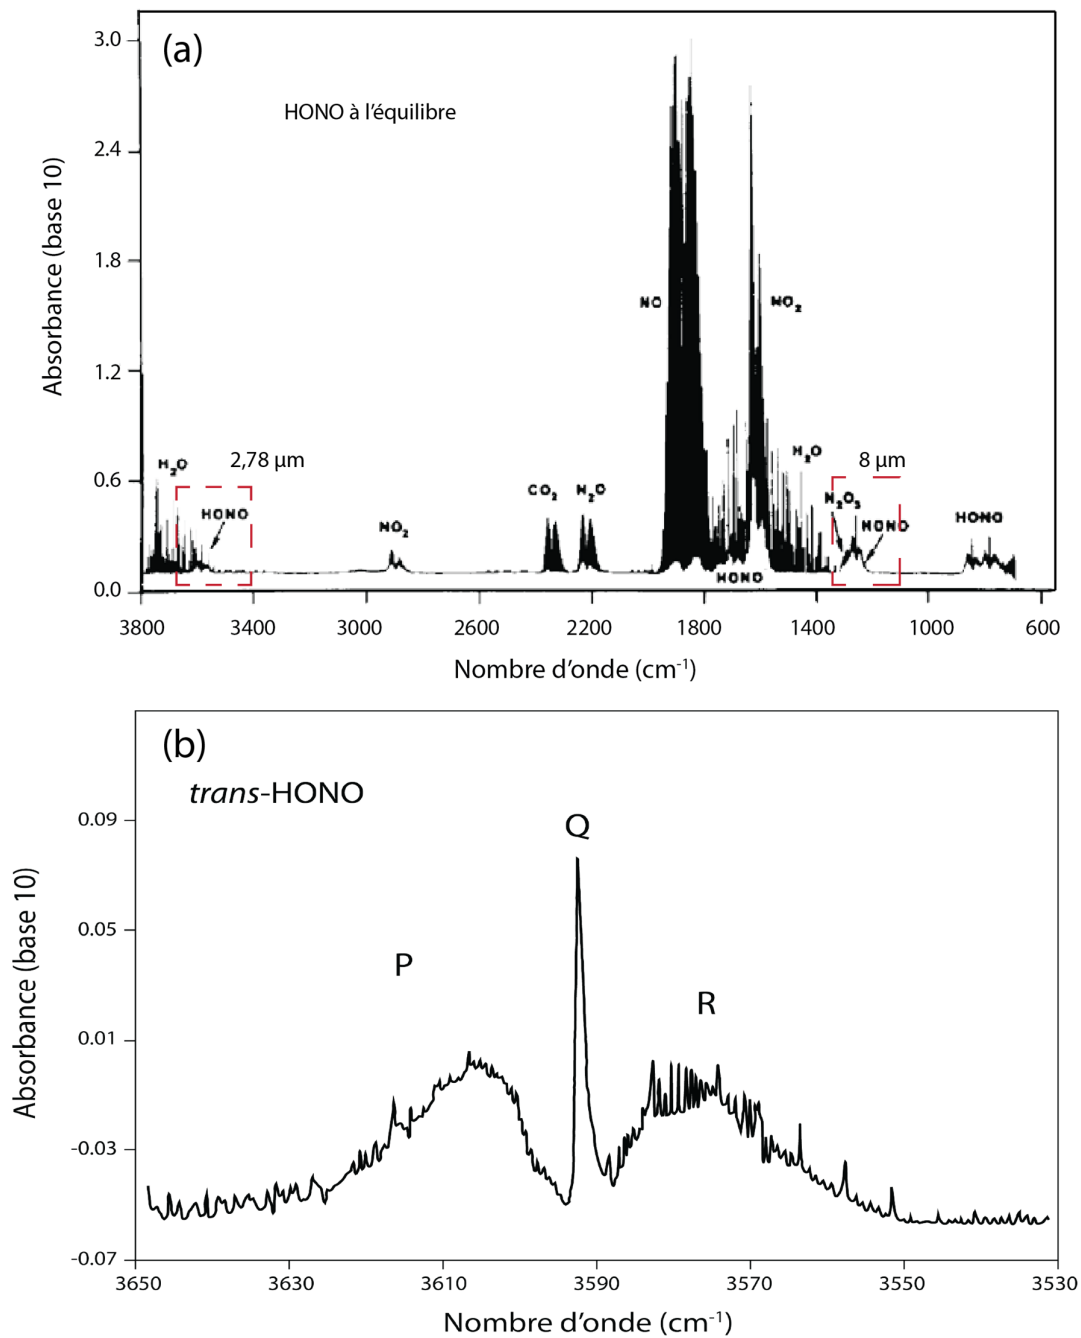 (a)
HONO à l'équilibre
Absorbance (base 10)
3.0
2.4
1.8
1.2
0.6
0.0
H2O
2,78 µm
HONO
NO2
CO2
N2O
NO
NO2
HONO
H2O
8 µm
N2O3
HONO
HONO
3800 3400 3000 2600 2200 1800 1400 1000 600
Nombre d'onde (cm-1)
(b)
trans-HONO
Absorbance (base 10)
0.09
0.05
0.01
-0.03
-0.07
P
Q
R
3650 3630 3610 3590 3570 3550 3530
Nombre d'onde (cm-1)